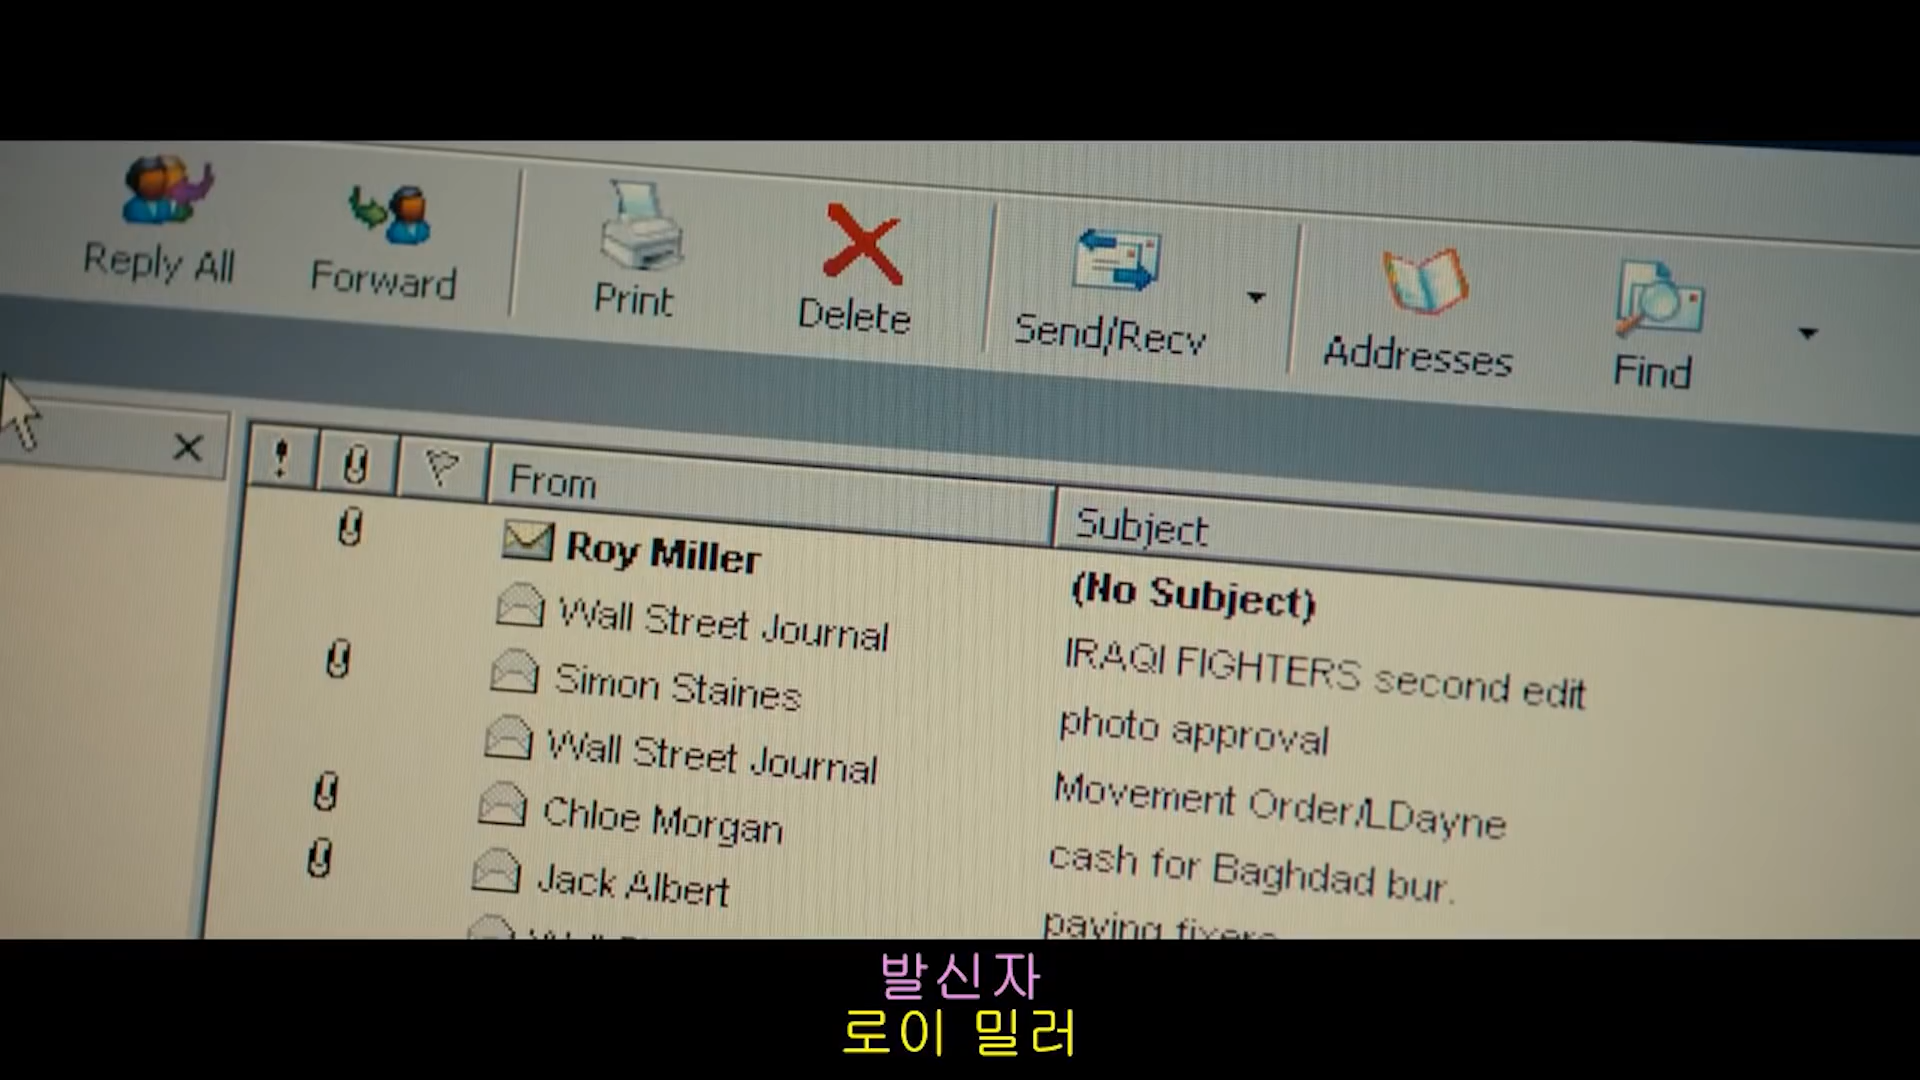 Reply All
Forward
Print
Delete
Send/Recv
Addresses
Find
From
Subject
Roy Miller
(No Subject)
Wall Street Journal
IRAQI FIGHTERS second edit
Simon Staines
photo approval
Wall Street Journal
Movement Order/LDayne
Chloe Morgan
cash for Baghdad bur.
Jack Albert
paying fixers
발신자
로이 밀러